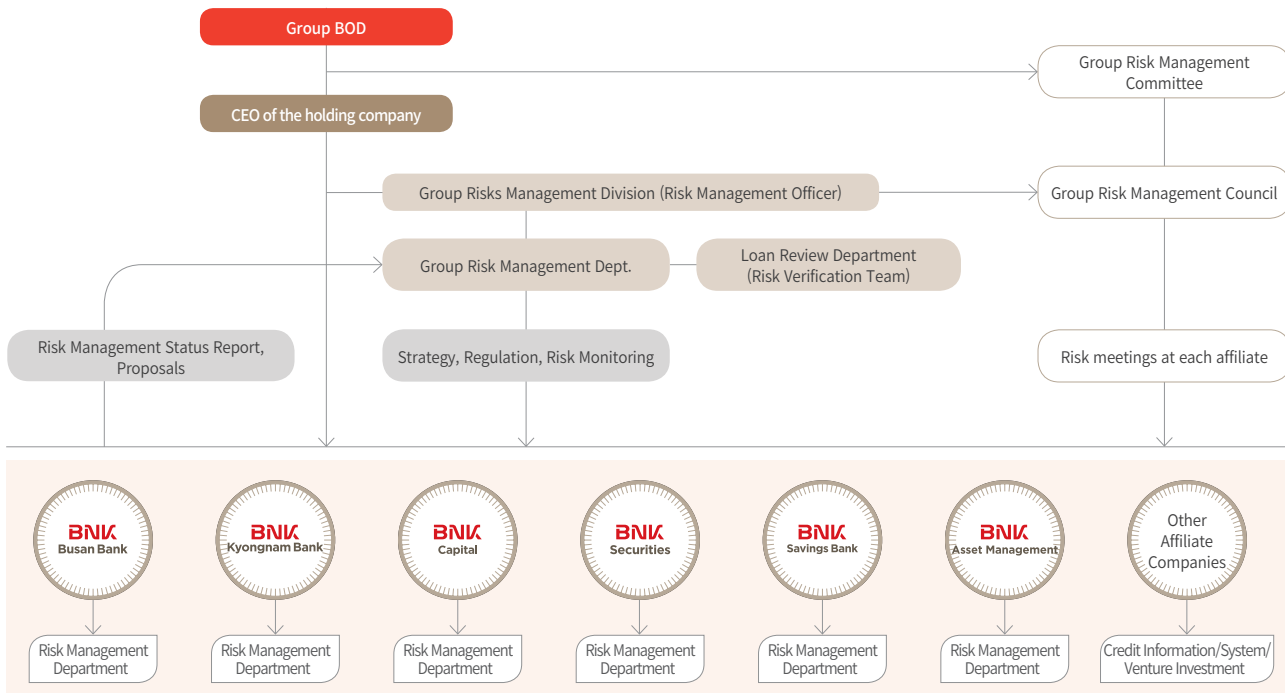 Group BOD
Group Risk Management
Committee
CEO of the holding company
Group Risks Management Division (Risk Management Officer)
Group Risk Management Council
Group Risk Management Dept.
Loan Review Department
(Risk Verification Team)
Risk Management Status Report,
Proposals
Strategy, Regulation, Risk Monitoring
Risk meetings at each affiliate
BNK
Busan Bank
BNK
Kyongnam Bank
BNK
Capital
BNK
Securities
BNK
Savings Bank
BNK
Asset Management
Other
Affiliate
Companies
Risk Management
Department
Risk Management
Department
Risk Management
Department
Risk Management
Department
Risk Management
Department
Risk Management
Department
Credit Information/System/
Venture Investment